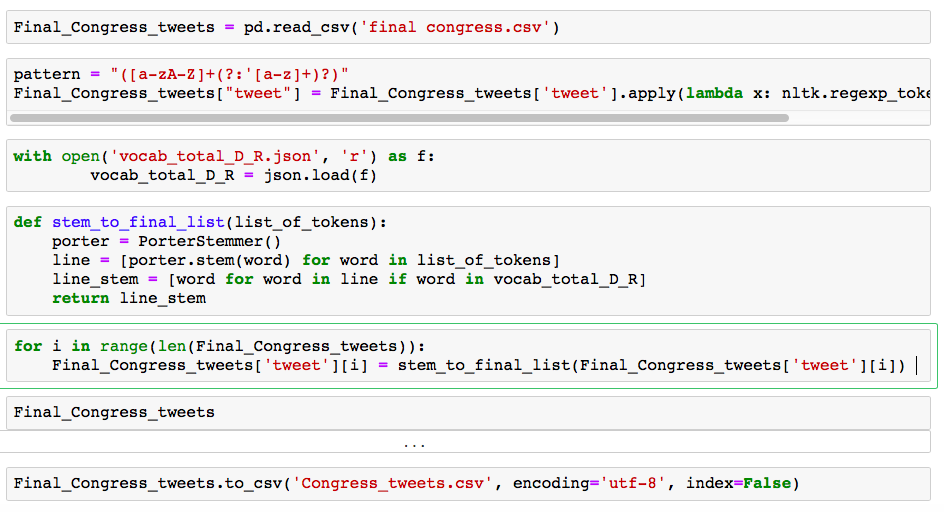 Final_Congress_tweets = pd.read_csv('final congress.csv')
pattern = "([a-zA-Z]+(?:'[a-z]+)?)"
Final_Congress_tweets["tweet"] = Final_Congress_tweets['tweet'].apply(lambda x: nltk.regexp_toke
with open('vocab_total_D_R.json', 'r') as f:
        vocab_total_D_R = json.load(f)
def stem_to_final_list(list_of_tokens):
    porter = PorterStemmer()
    line = [porter.stem(word) for word in list_of_tokens]
    line_stem = [word for word in line if word in vocab_total_D_R]
    return line_stem
for i in range(len(Final_Congress_tweets)):
    Final_Congress_tweets['tweet'][i] = stem_to_final_list(Final_Congress_tweets['tweet'][i])
Final_Congress_tweets
...
Final_Congress_tweets.to_csv('Congress_tweets.csv', encoding='utf-8', index=False)